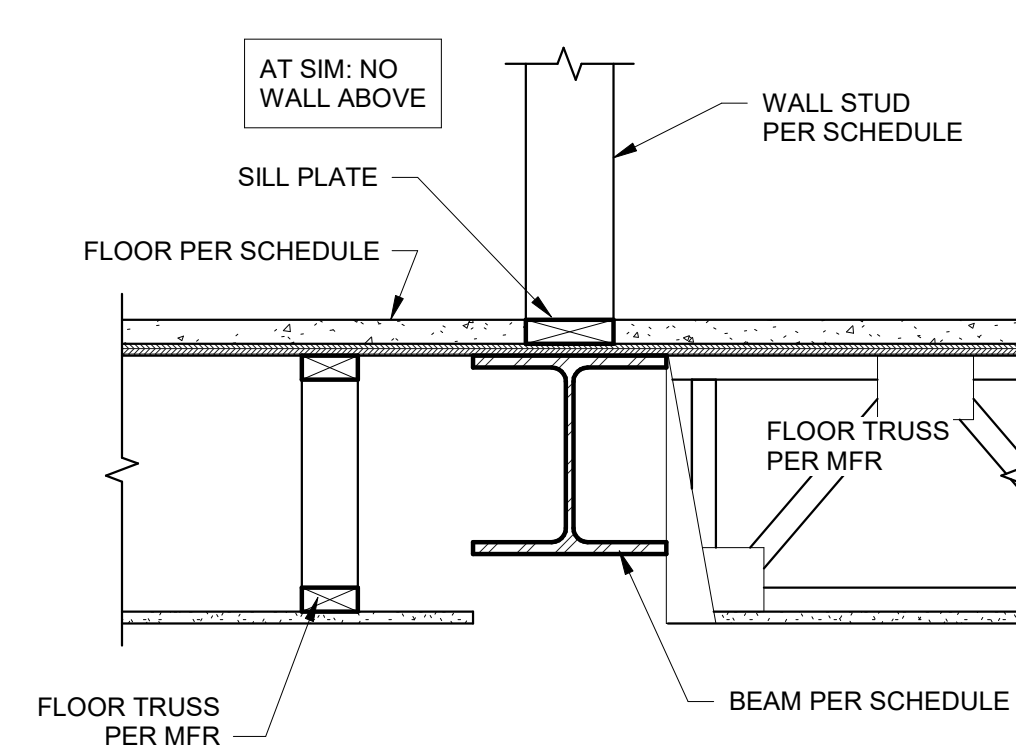 AT SIM: NO
WALL ABOVE
WALL STUD
PER SCHEDULE
SILL PLATE
FLOOR PER SCHEDULE
FLOOR TRUSS
PER MFR
BEAM PER SCHEDULE
FLOOR TRUSS
PER MFR